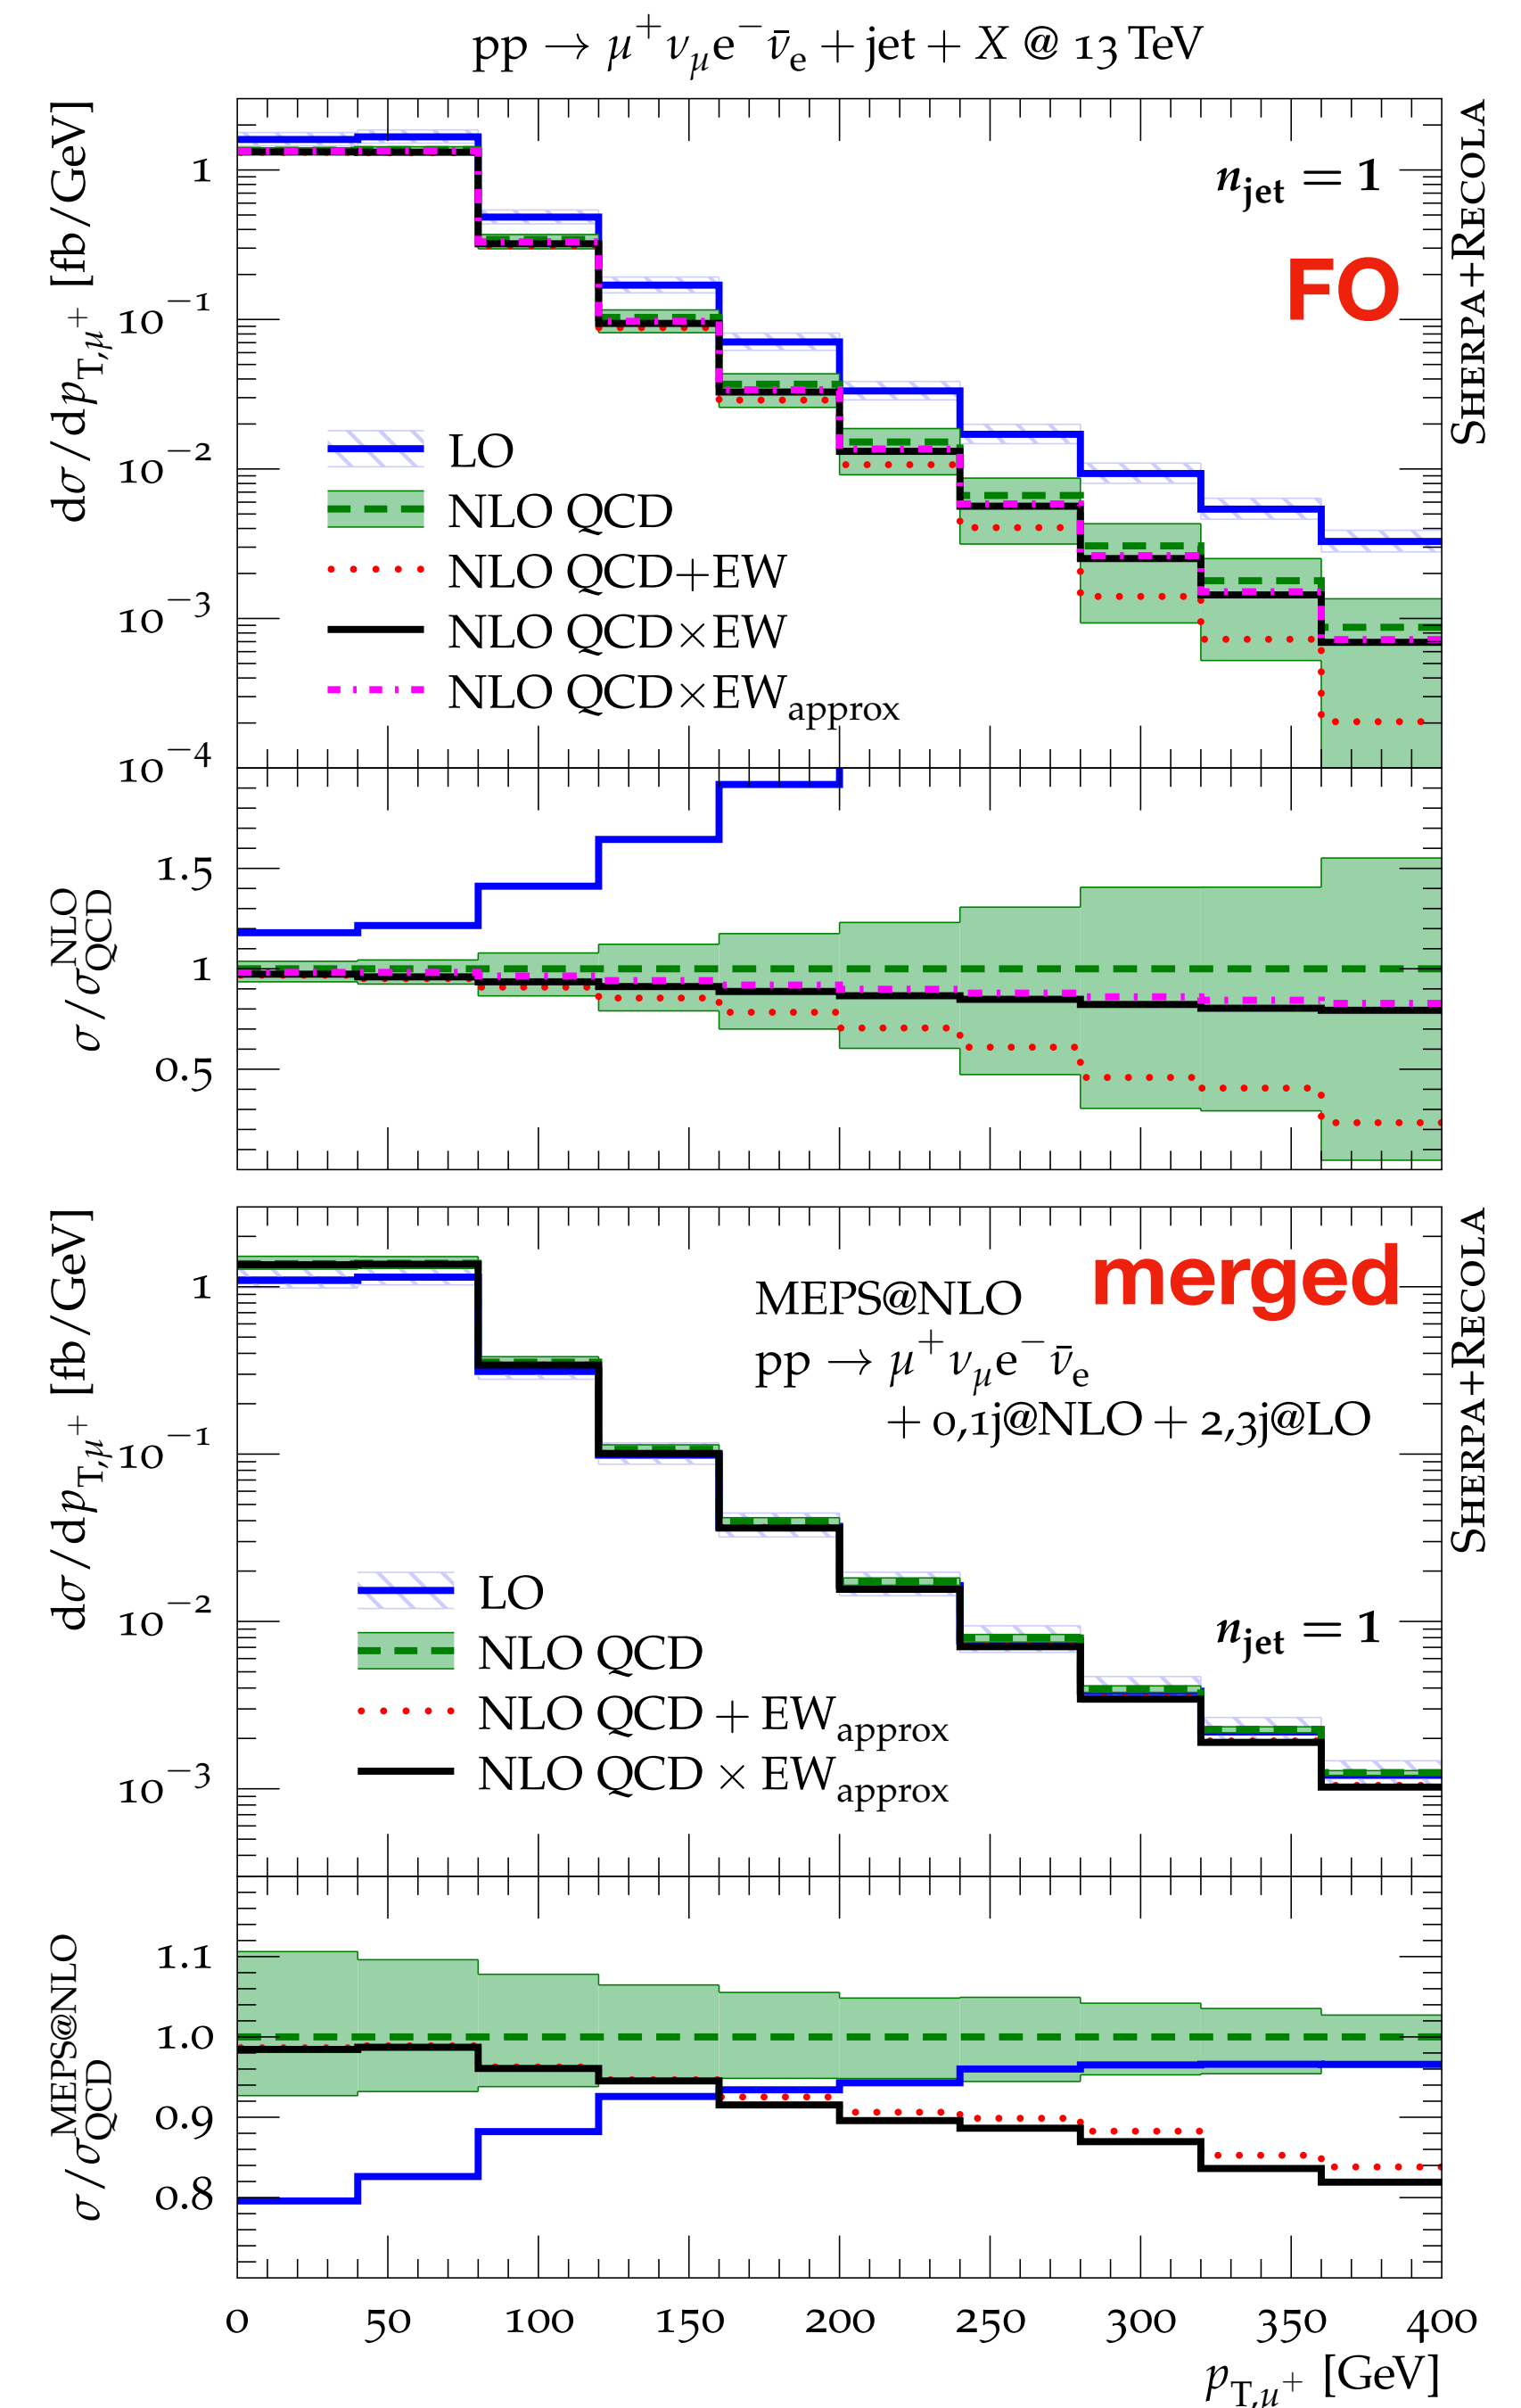 pp → μ⁺ν_μe⁻ν̄_e + jet + X @ 13 TeV
dσ/dp_T,μ⁺ [fb/GeV]
1
10⁻¹
10⁻²
10⁻³
10⁻⁴
n_jet = 1
FO
SHERPA+RECOLA
LO
NLO QCD
NLO QCD+EW
NLO QCD×EW
NLO QCD×EW_approx
σ/σ_QCD^NLO
1.5
1
0.5
dσ/dp_T,μ⁺ [fb/GeV]
1
10⁻¹
10⁻²
10⁻³
merged
MEPS@NLO
pp → μ⁺ν_μe⁻ν̄_e
+ 0,1j@NLO + 2,3j@LO
SHERPA+RECOLA
LO
NLO QCD
NLO QCD + EW_approx
NLO QCD × EW_approx
n_jet = 1
σ/σ_QCD^MEPS@NLO
1.1
1.0
0.9
0.8
0 50 100 150 200 250 300 350 400
p_T,μ⁺ [GeV]